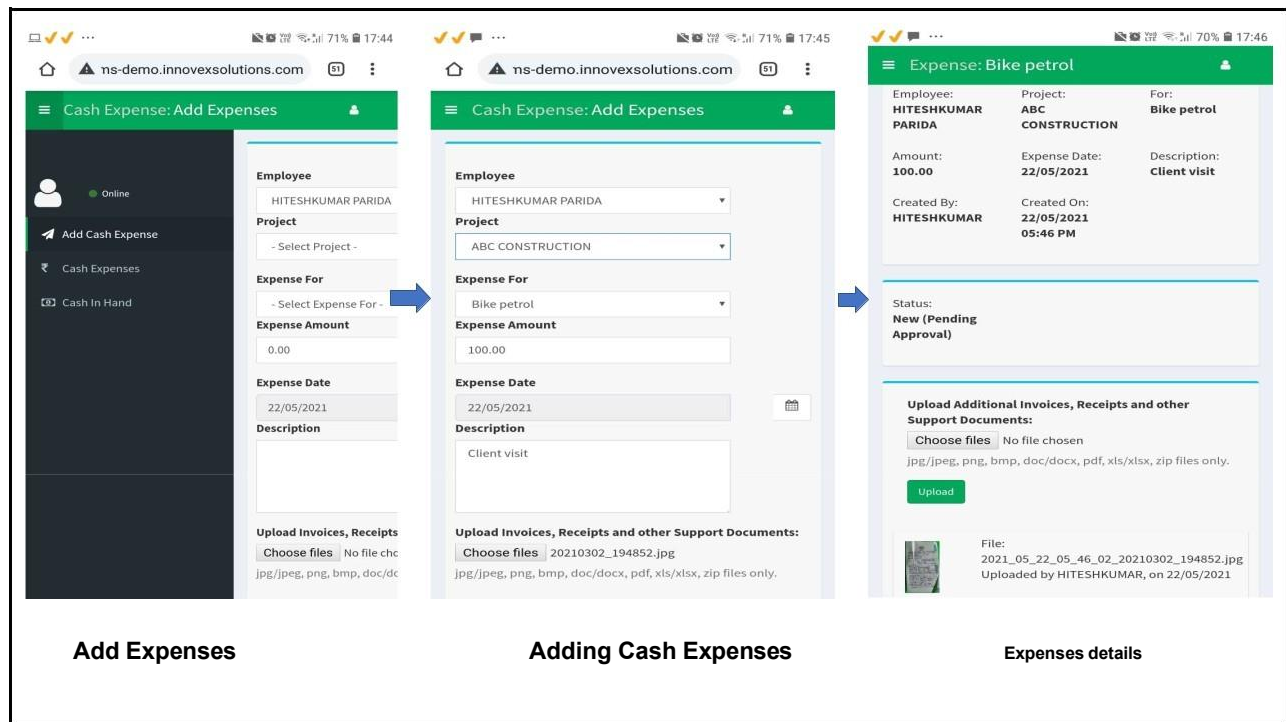 71% 17:44
ns-demo.innovexsolutions.com 51
Cash Expense: Add Expenses
Online
Add Cash Expense
₹ Cash Expenses
Cash In Hand
Employee
HITESHKUMAR PARIDA
Project
- Select Project -
Expense For
- Select Expense For -
Expense Amount
0.00
Expense Date
22/05/2021
Description
Upload Invoices, Receipts
Choose files No file cho
jpg/jpeg, png, bmp, doc/do
Add Expenses
71% 17:45
ns-demo.innovexsolutions.com 51
Cash Expense: Add Expenses
Employee
HITESHKUMAR PARIDA
Project
ABC CONSTRUCTION
Expense For
Bike petrol
Expense Amount
100.00
Expense Date
22/05/2021
Description
Client visit
Upload Invoices, Receipts and other Support Documents:
Choose files 20210302_194852.jpg
jpg/jpeg, png, bmp, doc/docx, pdf, xls/xlsx, zip files only.
Adding Cash Expenses
70% 17:46
Expense: Bike petrol
Employee: Project: For:
HITESHKUMAR ABC Bike petrol
PARIDA CONSTRUCTION
Amount: Expense Date: Description:
100.00 22/05/2021 Client visit
Created By: Created On:
HITESHKUMAR 22/05/2021
05:46 PM
Status:
New (Pending
Approval)
Upload Additional Invoices, Receipts and other
Support Documents:
Choose files No file chosen
jpg/jpeg, png, bmp, doc/docx, pdf, xls/xlsx, zip files only.
Upload
File:
2021_05_22_05_46_02_20210302_194852.jpg
Uploaded by HITESHKUMAR, on 22/05/2021
Expenses details